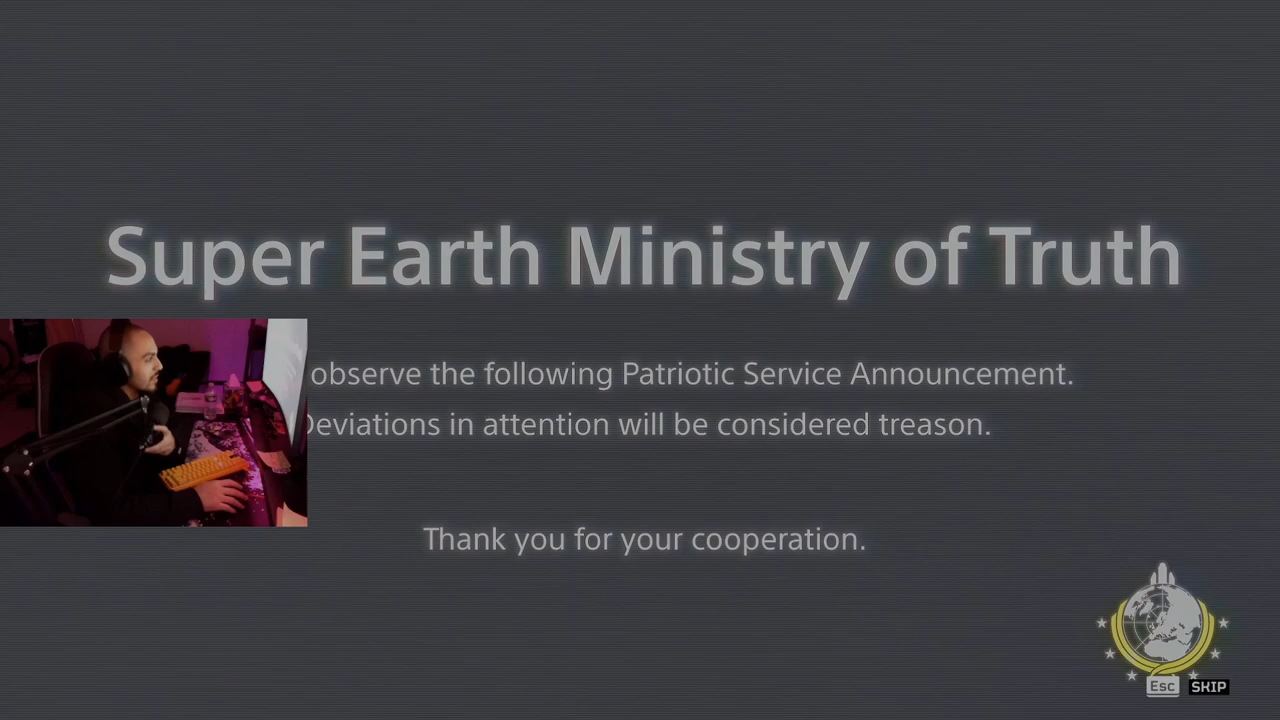 Super Earth Ministry of Truth
observe the following Patriotic Service Announcement.
Deviations in attention will be considered treason.
Thank you for your cooperation.
Esc SKIP